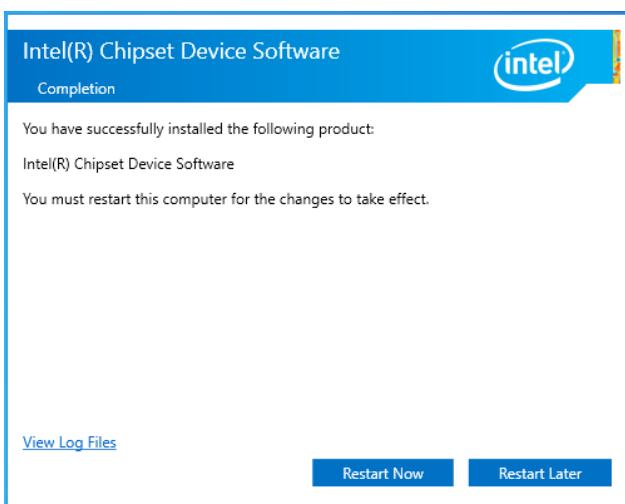 Intel(R) Chipset Device Software
intel
Completion
You have successfully installed the following product:
Intel(R) Chipset Device Software
You must restart this computer for the changes to take effect.
View Log Files
Restart Now
Restart Later